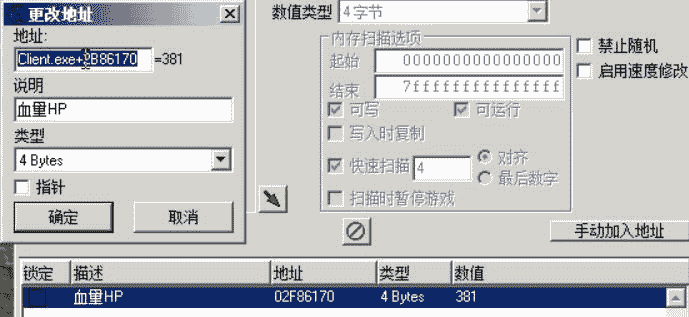 更改地址
地址:
Client.exe+2B86170 =381
说明
血量HP
类型
4 Bytes
指针
确定 取消
数值类型 4 字节
内存扫描选项
起始 0000000000000000
结束 7fffffffffffffff
可写 可运行
写入时复制
快速扫描 4 对齐
最后数字
扫描时暂停游戏
禁止随机
启用速度修改
手动加入地址
锁定 描述 地址 类型 数值
血量HP 02F86170 4 Bytes 381